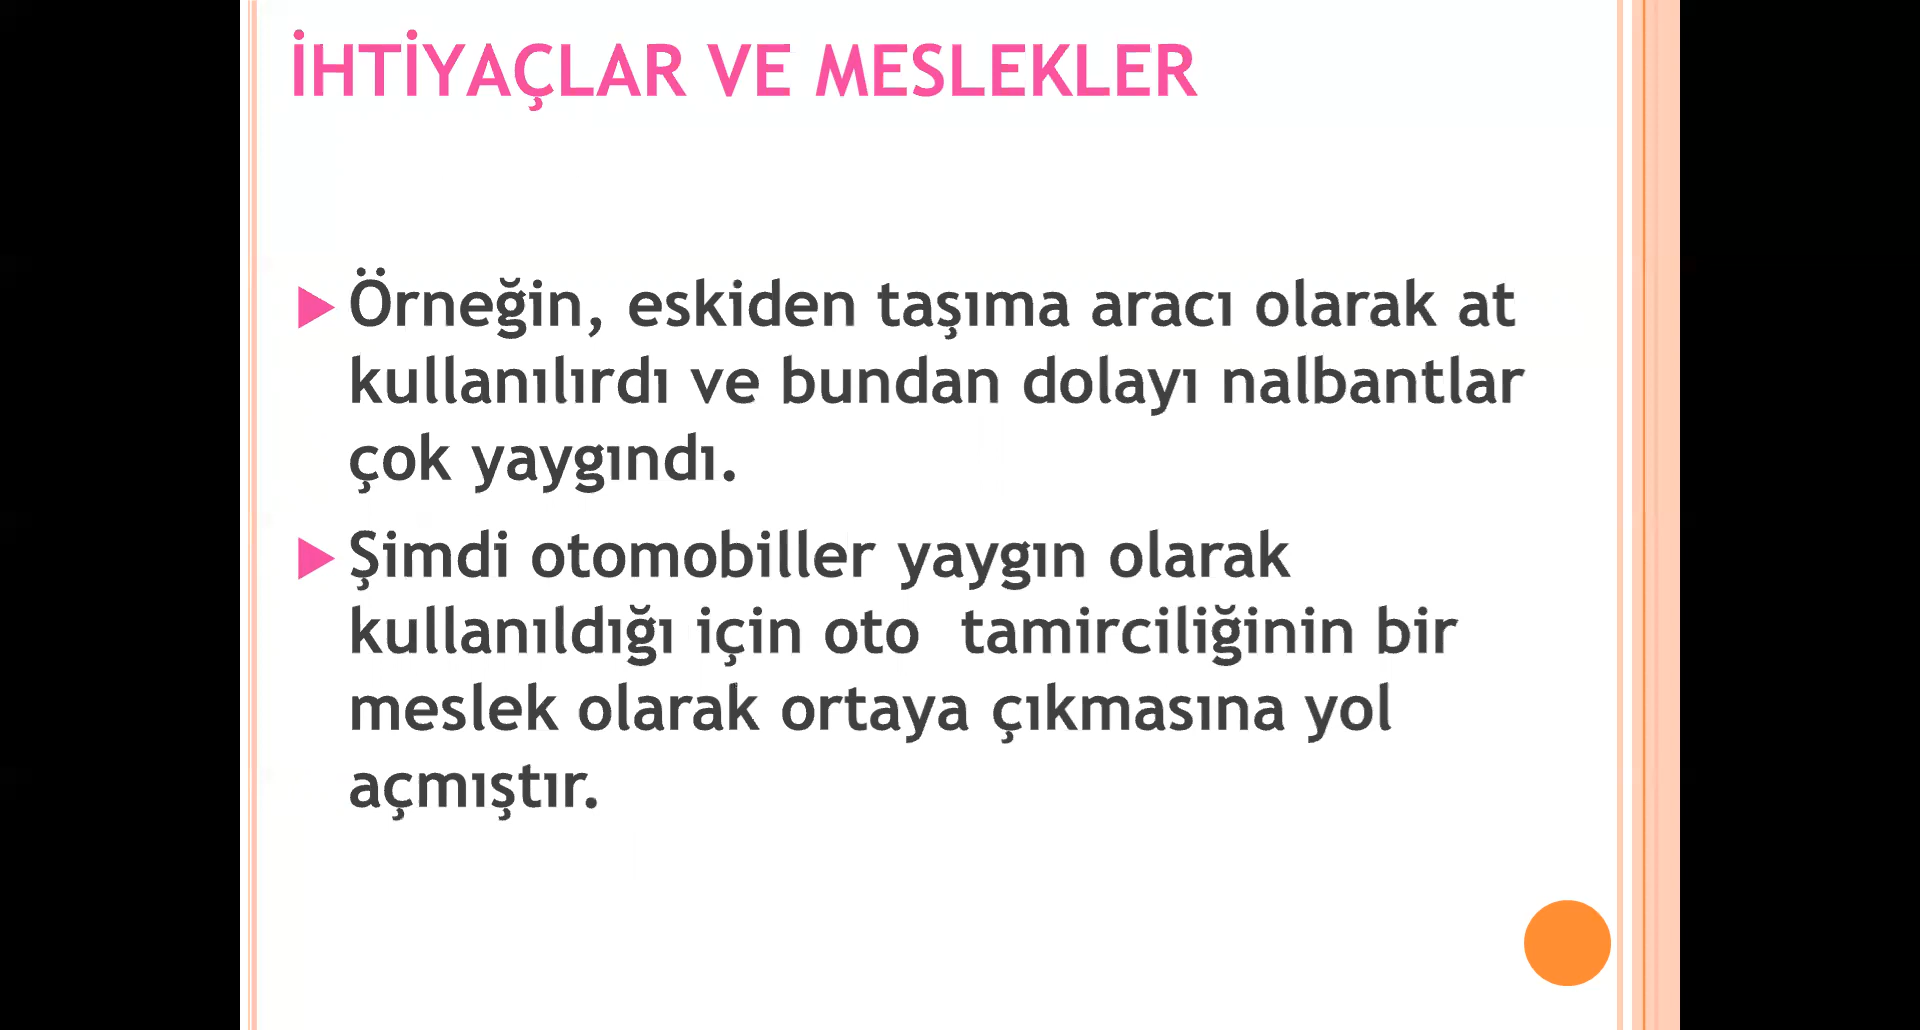 İHTİYAÇLAR VE MESLEKLER
Örneğin, eskiden taşıma aracı olarak at
kullanılırdı ve bundan dolayı nalbantlar
çok yaygındı.
Şimdi otomobiller yaygın olarak
kullanıldığı için oto  tamirciliğinin bir
meslek olarak ortaya çıkmasına yol
açmıştır.